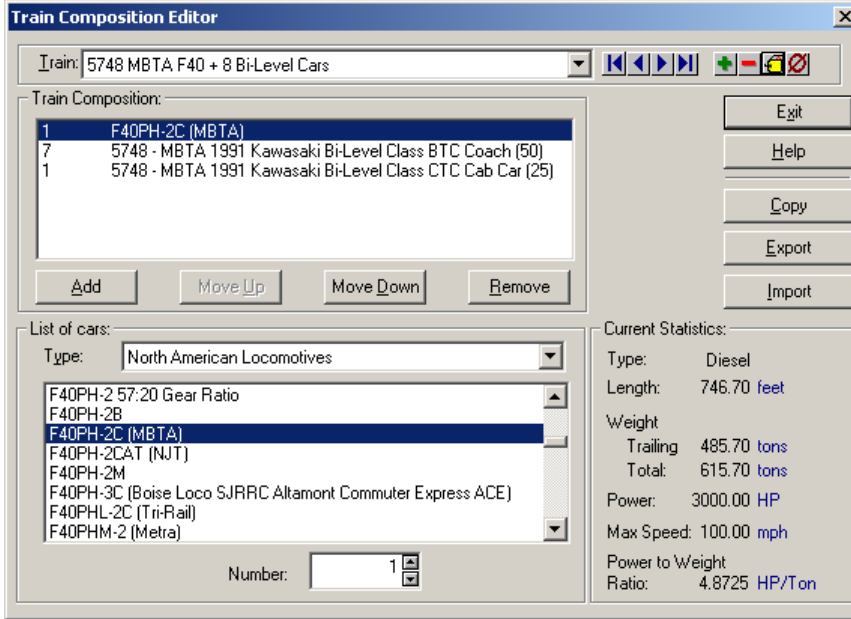 Train Composition Editor
Train: 5748 MBTA F40 + 8 Bi-Level Cars
Train Composition:
1 F40PH-2C (MBTA)
7 5748 - MBTA 1991 Kawasaki Bi-Level Class BTC Coach (50)
1 5748 - MBTA 1991 Kawasaki Bi-Level Class CTC Cab Car (25)
Add Move Up Move Down Remove
Exit
Help
Copy
Export
Import
List of cars:
Type: North American Locomotives
F40PH-2 57:20 Gear Ratio
F40PH-2B
F40PH-2C (MBTA)
F40PH-2CAT (NJT)
F40PH-2M
F40PH-3C (Boise Loco SJRRC Altamont Commuter Express ACE)
F40PHL-2C (Tri-Rail)
F40PHM-2 (Metra)
Number: 1
Current Statistics:
Type: Diesel
Length: 746.70 feet
Weight
Trailing 485.70 tons
Total: 615.70 tons
Power: 3000.00 HP
Max Speed: 100.00 mph
Power to Weight
Ratio: 4.8725 HP/Ton